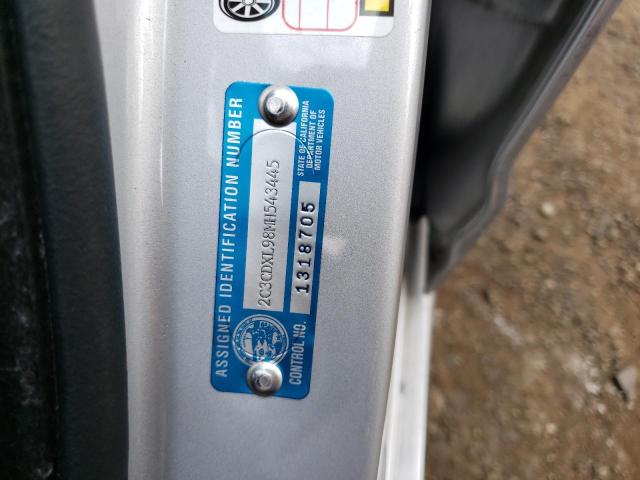 ASSIGNED IDENTIFICATION NUMBER
2C3CDXL98MH543445
STATE OF CALIFORNIA
DEPARTMENT OF
MOTOR VEHICLES
CONTROL NO. 1318705